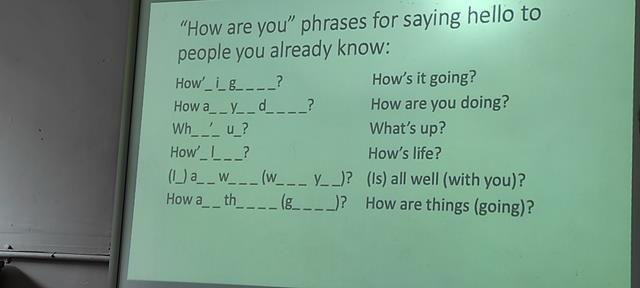 “How are you” phrases for saying hello to
people you already know:
How’_ i_ g_ _ _ _? How’s it going?
How a_ _ y_ _ d_ _ _ _? How are you doing?
Wh_ _’_ u_? What’s up?
How’_ l_ _ _? How’s life?
(I_) a_ _ w_ _ _ (w_ _ _ y_ _)? (Is) all well (with you)?
How a_ _ th_ _ _ _ (g_ _ _ _)? How are things (going)?